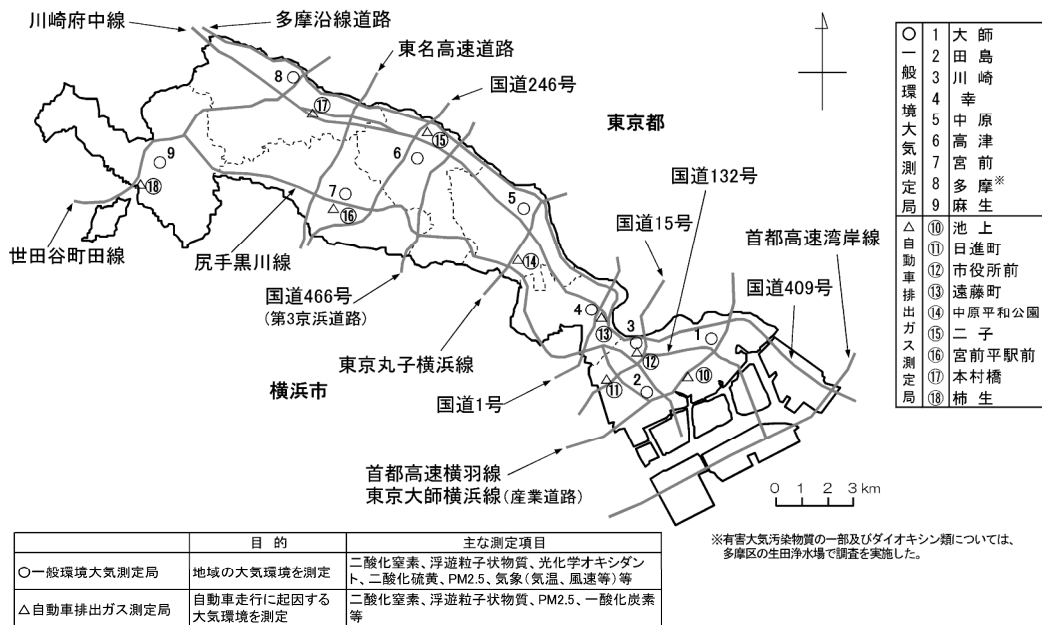 川崎府中線
多摩沿線道路
東名高速道路
国道246号
東京都
国道132号
国道15号
首都高速湾岸線
国道409号
世田谷町田線
尻手黒川線
国道466号
(第3京浜道路)
東京丸子横浜線
横浜市
国道1号
首都高速横羽線
東京大師横浜線(産業道路)
8
⑰
⑮
9
6
⑱
7
⑯
5
⑭
4
⑬
3
1
⑫
⑩
⑪
2
0 1 2 3 km
○一般環境大気測定局
1 大師
2 田島
3 川崎
4 幸
5 中原
6 高津
7 宮前
8 多摩※
9 麻生
△自動車排出ガス測定局
⑩ 池上
⑪ 日進町
⑫ 市役所前
⑬ 遠藤町
⑭ 中原平和公園
⑮ 二子
⑯ 宮前平駅前
⑰ 本村橋
⑱ 柿生
※有害大気汚染物質の一部及びダイオキシン類については、
多摩区の生田浄水場で調査を実施した。
目的 主な測定項目
○一般環境大気測定局 地域の大気環境を測定 二酸化窒素、浮遊粒子状物質、光化学オキシダン
ト、二酸化硫黄、PM2.5、気象(気温、風速等)等
△自動車排出ガス測定局 自動車走行に起因する
大気環境を測定
二酸化窒素、浮遊粒子状物質、PM2.5、一酸化炭素
等